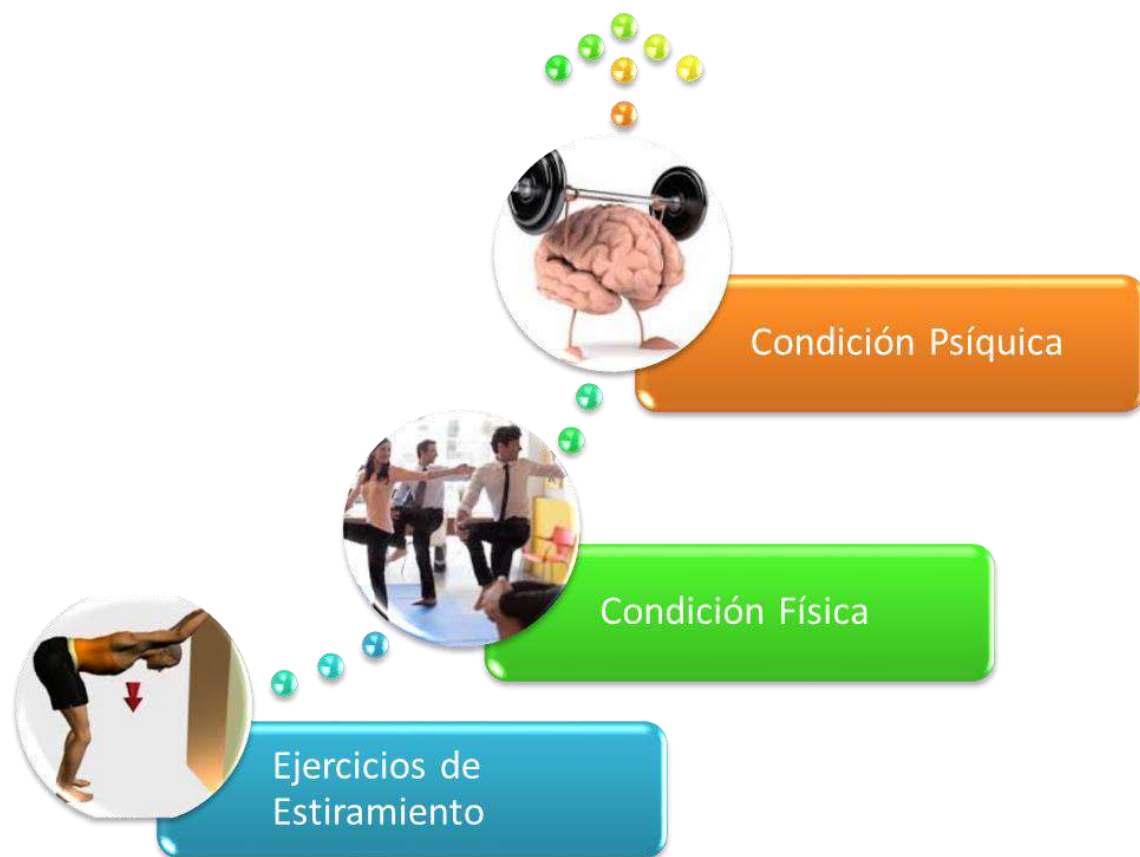 Condición Psíquica
Condición Física
Ejercicios de
Estiramiento